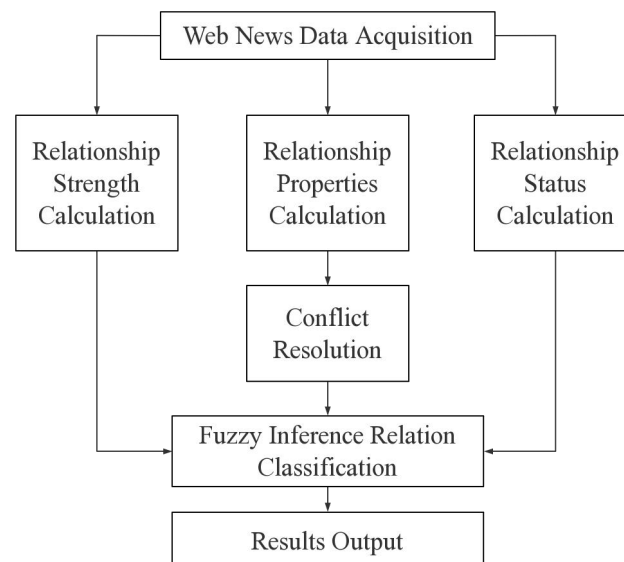 Web News Data Acquisition
Relationship
Strength
Calculation
Relationship
Properties
Calculation
Relationship
Status
Calculation
Conflict
Resolution
Fuzzy Inference Relation
Classification
Results Output